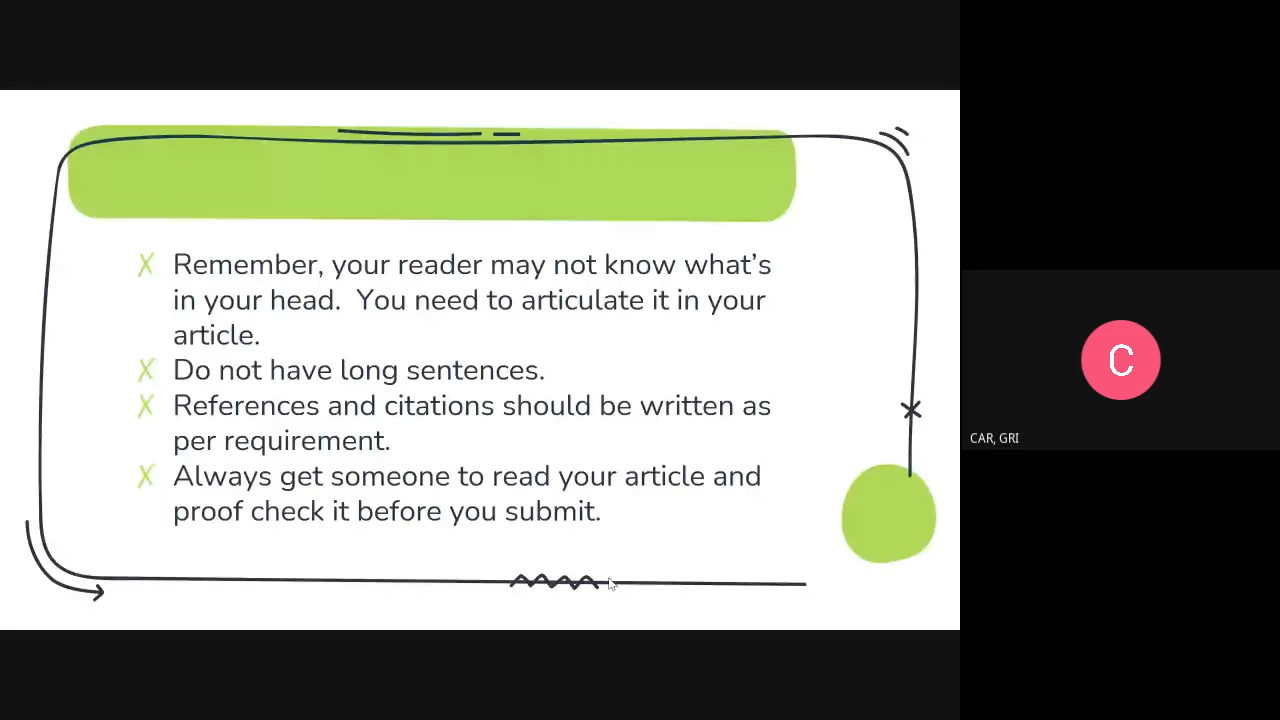 X Remember, your reader may not know what's
in your head.  You need to articulate it in your
article.
X Do not have long sentences.
X References and citations should be written as
per requirement.
X Always get someone to read your article and
proof check it before you submit.
C
CAR, GRI